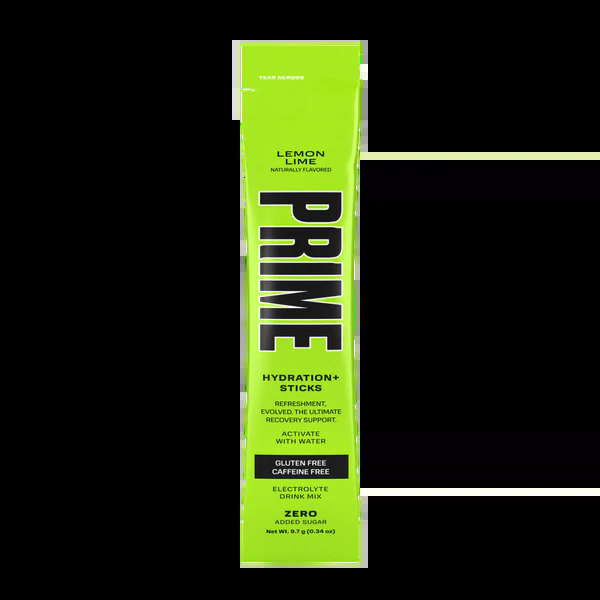 TEAR ACROSS
LEMON
LIME
NATURALLY FLAVORED
PRIME
HYDRATION+
STICKS
REFRESHMENT,
EVOLVED. THE ULTIMATE
RECOVERY SUPPORT.
ACTIVATE
WITH WATER
GLUTEN FREE
CAFFEINE FREE
ELECTROLYTE
DRINK MIX
ZERO
ADDED SUGAR
Net Wt. 9.7 g (0.34 oz)